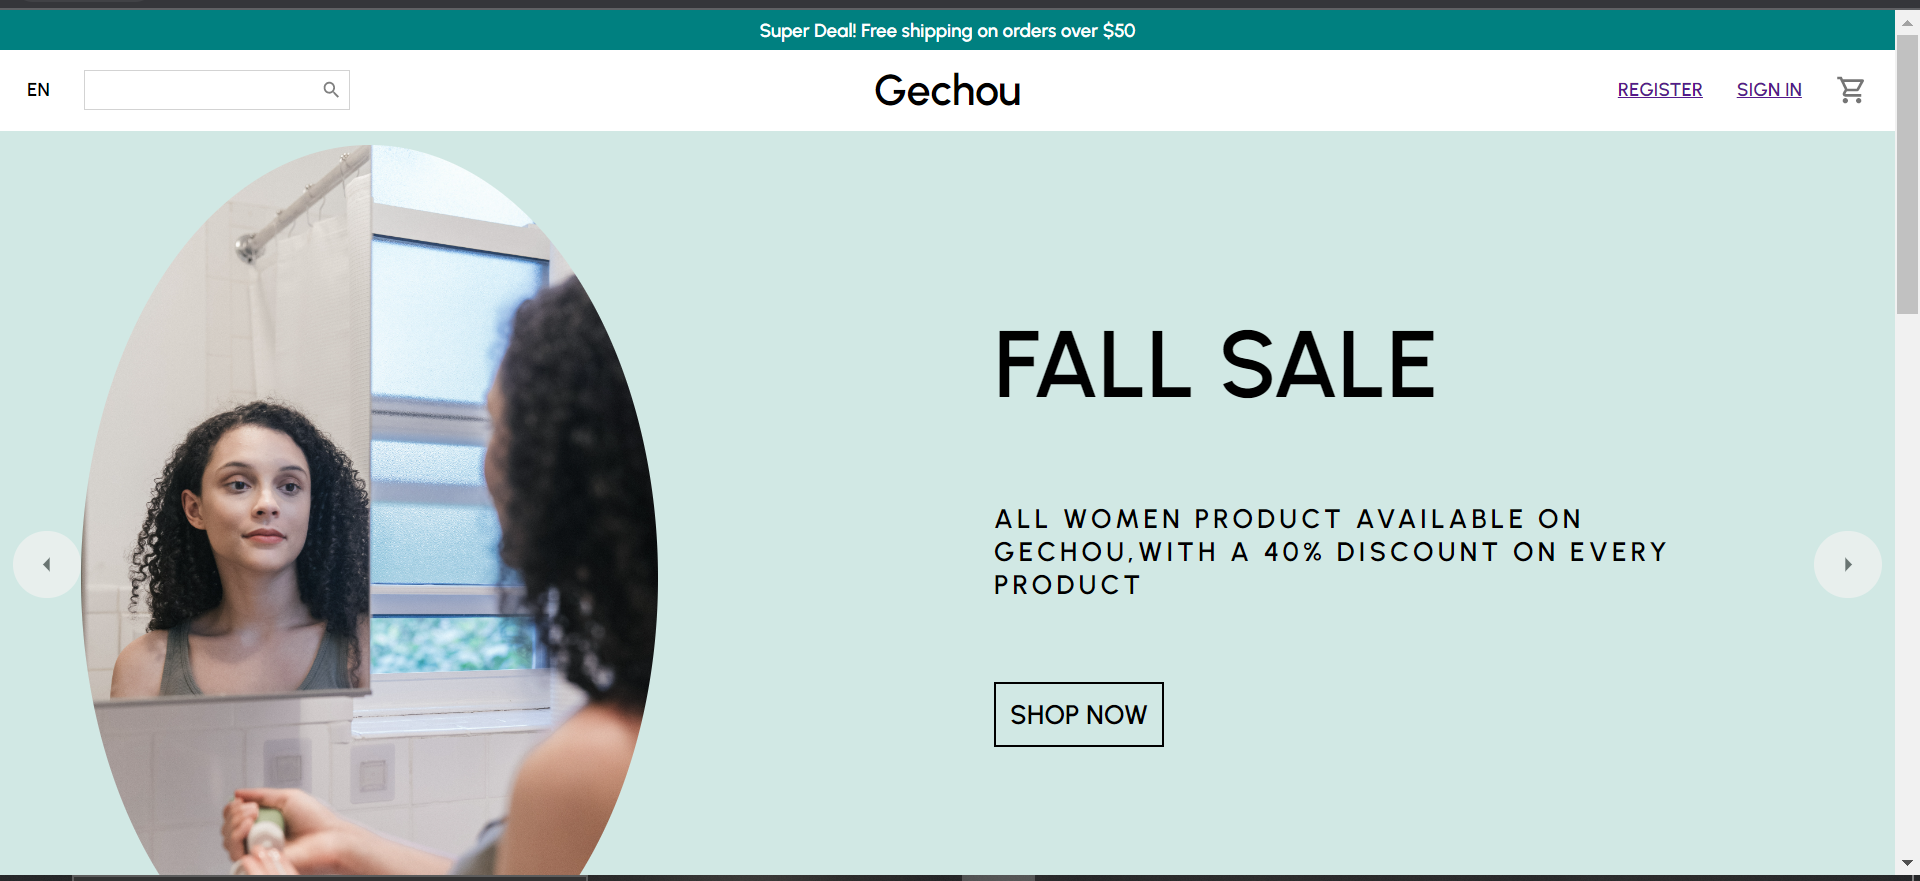 Super Deal! Free shipping on orders over $50
EN
Gechou
REGISTER
SIGN IN
FALL SALE
ALL WOMEN PRODUCT AVAILABLE ON
GECHOU,WITH A 40% DISCOUNT ON EVERY
PRODUCT
SHOP NOW